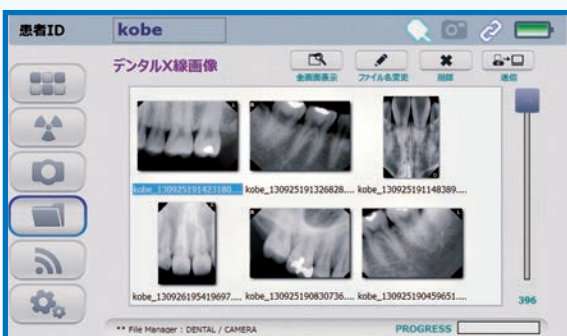 患者ID kobe
デンタルX線画像
全画面表示 ファイル名変更 削除 送信
kobe_130925191423180.... kobe_130925191326828.... kobe_130925191148389....
kobe_130926195419697.... kobe_130925190830736.... kobe_130925190459651....
396
** File Manager : DENTAL / CAMERA PROGRESS